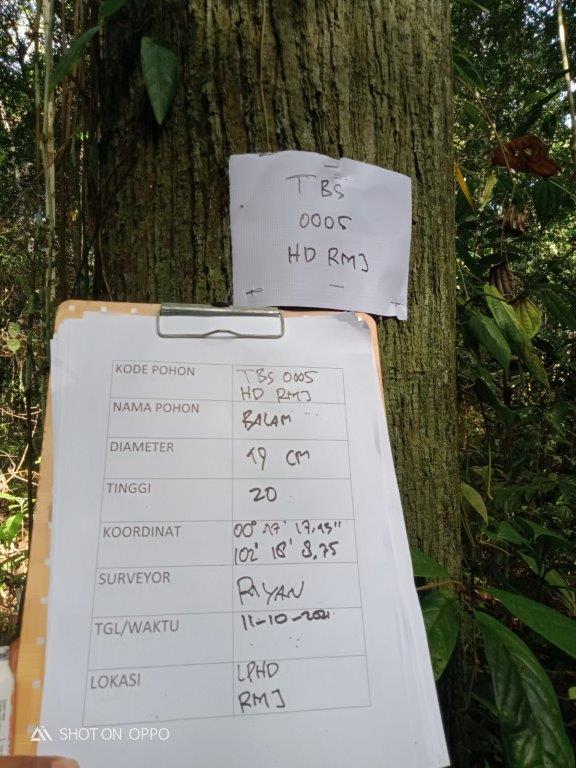 TBS
0005
HD RMJ
KODE POHON TBS 0005
HD RMJ
NAMA POHON BALAM
DIAMETER 49 CM
TINGGI 20
KOORDINAT 00° 47' 17.43"
102' 18' 8,75
SURVEYOR RIYAN
TGL/WAKTU 11-10-2021
LOKASI LPHD
RMJ
SHOT ON OPPO